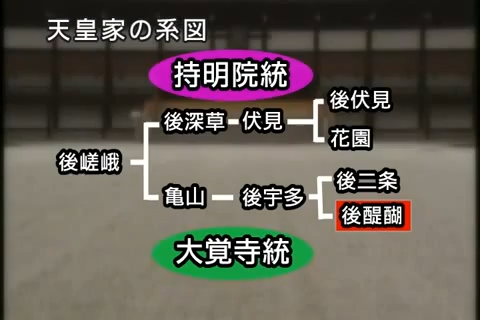 天皇家の系図
持明院統
後嵯峨
後深草
伏見
後伏見
花園
亀山
後宇多
後二条
後醍醐
大覚寺統